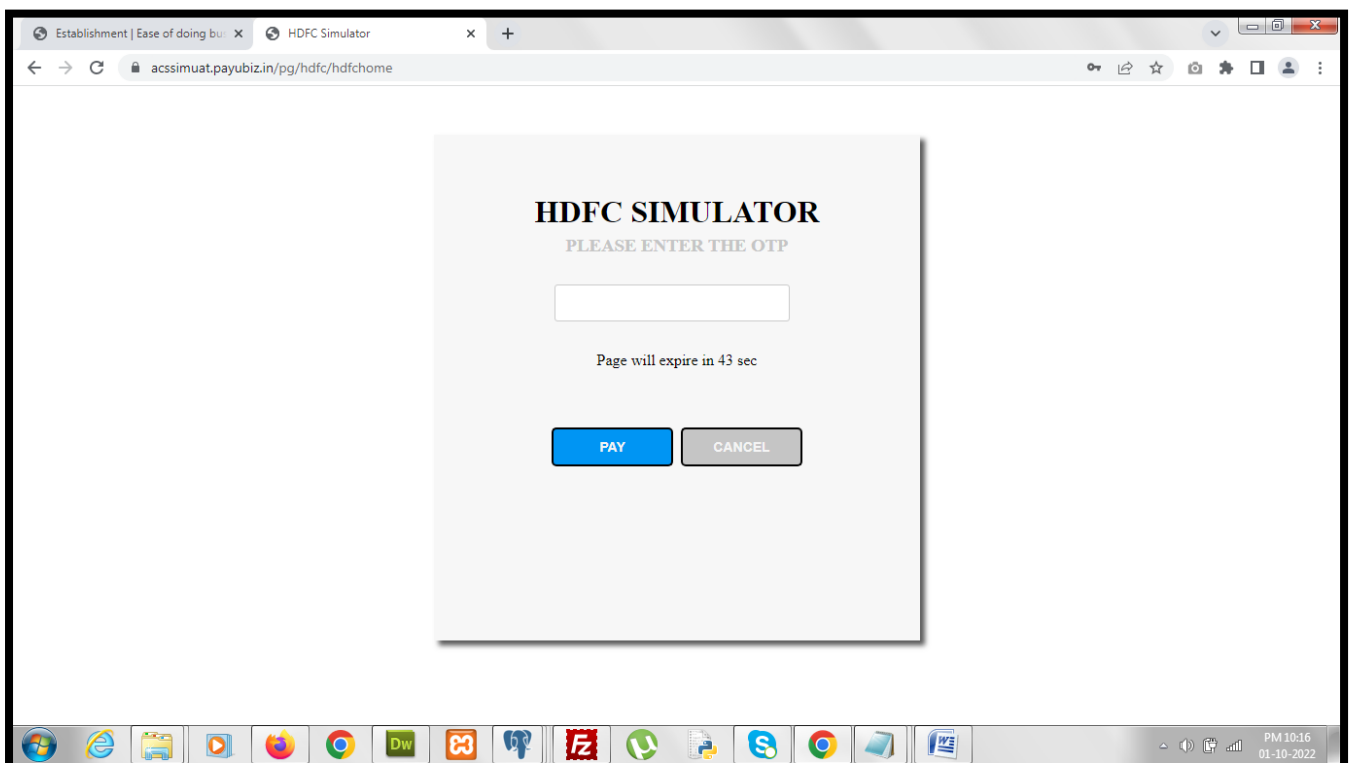 Establishment | Ease of doing bu
HDFC Simulator
acssimuat.payubiz.in/pg/hdfc/hdfchome
HDFC SIMULATOR
PLEASE ENTER THE OTP
Page will expire in 43 sec
PAY CANCEL
Dw
Fz
W
PM 10:16
01-10-2022